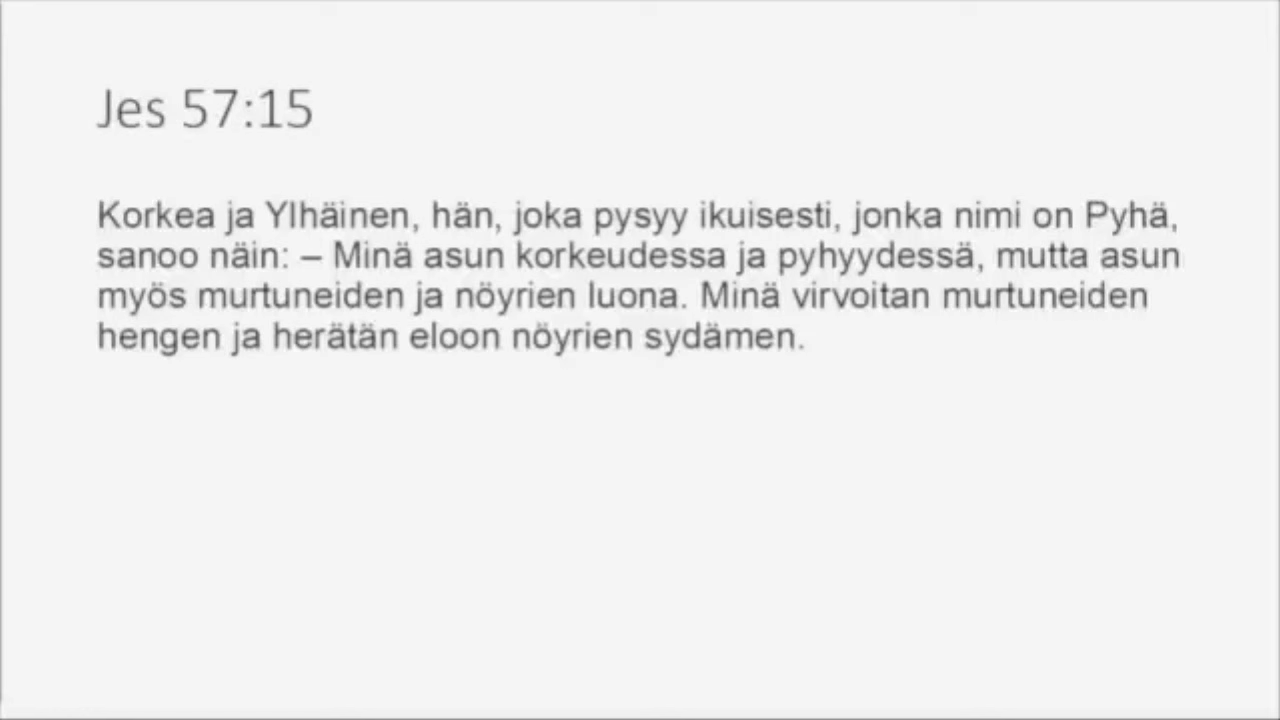 Jes 57:15
Korkea ja Ylhäinen, hän, joka pysyy ikuisesti, jonka nimi on Pyhä,
sanoo näin: – Minä asun korkeudessa ja pyhyydessä, mutta asun
myös murtuneiden ja nöyrien luona. Minä virvoitan murtuneiden
hengen ja herätän eloon nöyrien sydämen.